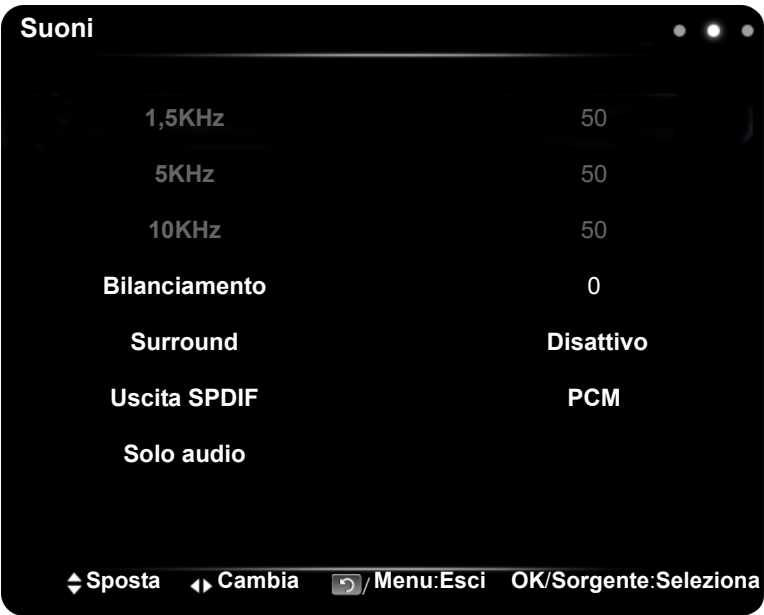 Suoni
1,5KHz 50
5KHz 50
10KHz 50
Bilanciamento 0
Surround Disattivo
Uscita SPDIF PCM
Solo audio
Sposta Cambia / Menu:Esci OK/Sorgente:Seleziona